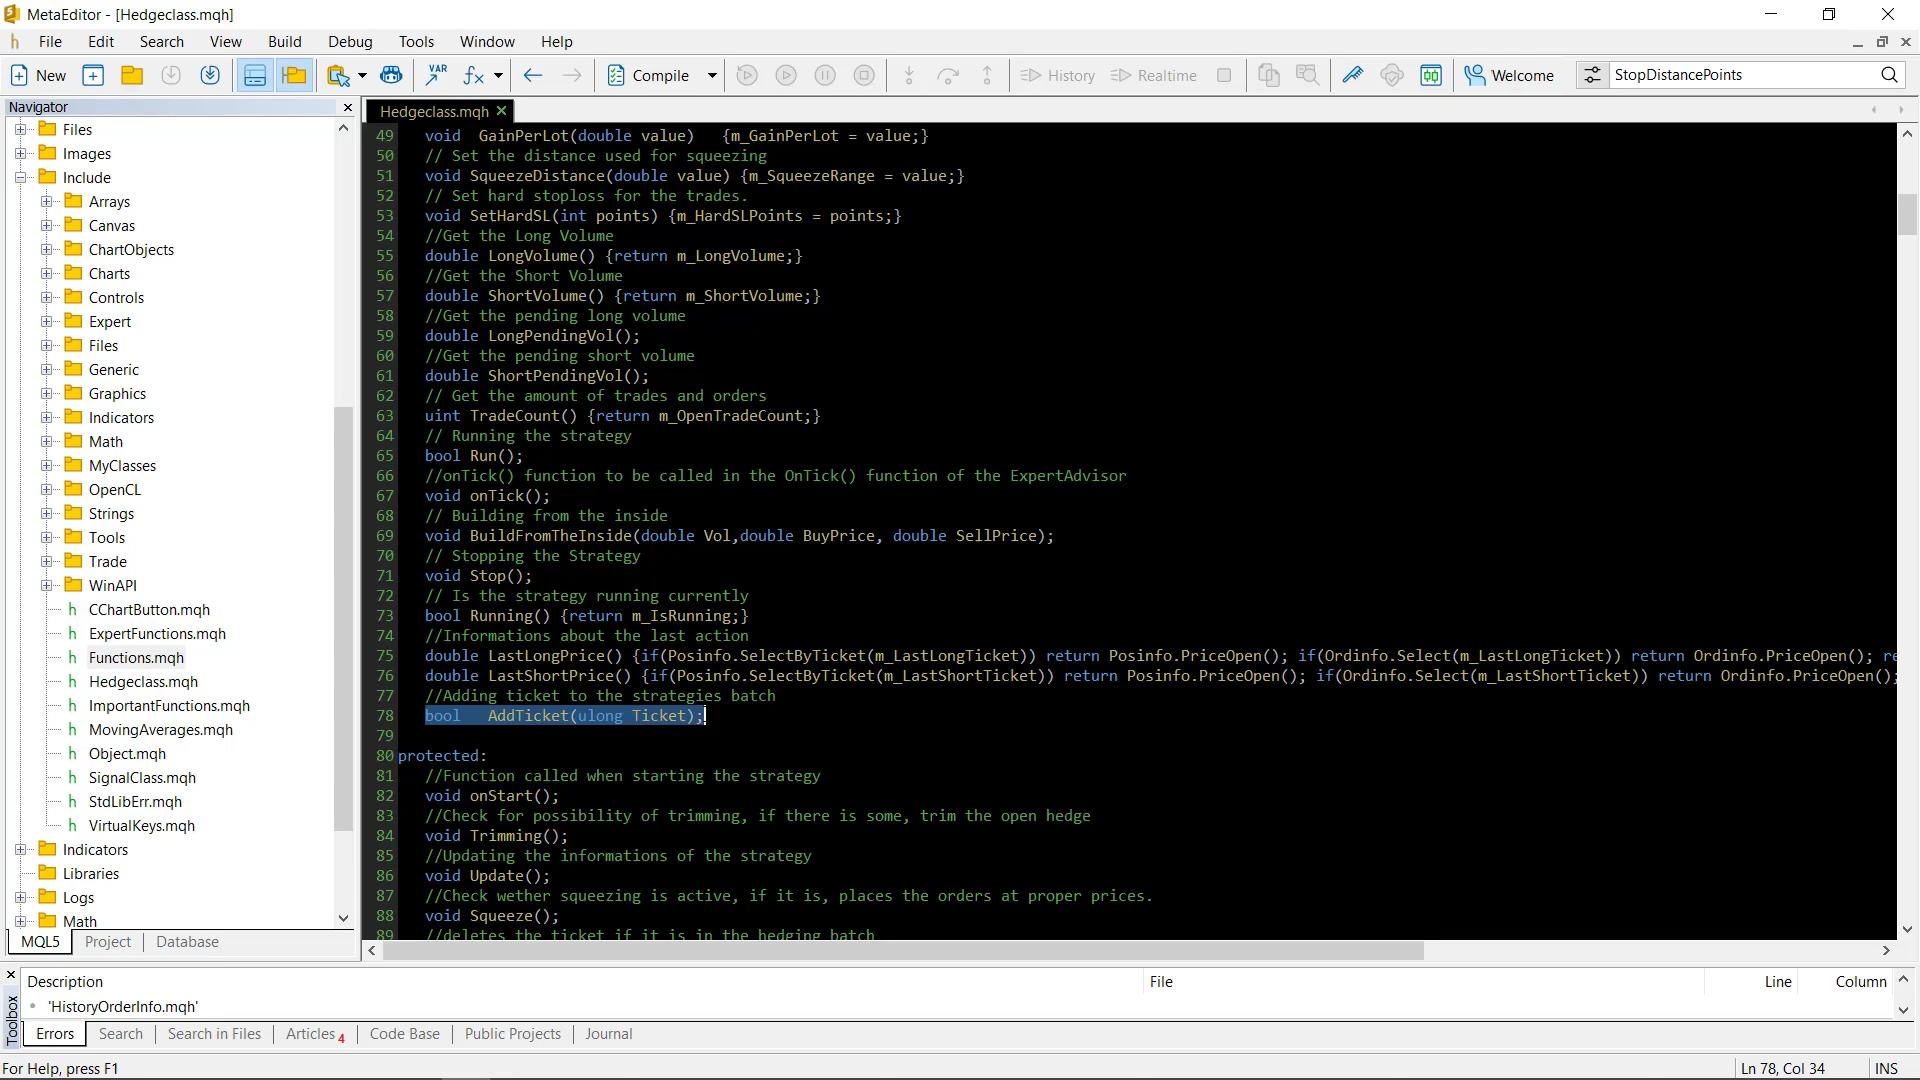 MetaEditor - [Hedgeclass.mqh]
File Edit Search View Build Debug Tools Window Help
New VAR Compile History Realtime Welcome StopDistancePoints
Navigator
Files
Images
Include
Arrays
Canvas
ChartObjects
Charts
Controls
Expert
Files
Generic
Graphics
Indicators
Math
MyClasses
OpenCL
Strings
Tools
Trade
WinAPI
CChartButton.mqh
ExpertFunctions.mqh
Functions.mqh
Hedgeclass.mqh
ImportantFunctions.mqh
MovingAverages.mqh
Object.mqh
SignalClass.mqh
StdLibErr.mqh
VirtualKeys.mqh
Indicators
Libraries
Logs
Math
MQL5 Project Database
Hedgeclass.mqh
49 void  GainPerLot(double value)   {m_GainPerLot = value;}
50 // Set the distance used for squeezing
51 void SqueezeDistance(double value) {m_SqueezeRange = value;}
52 // Set hard stoploss for the trades.
53 void SetHardSL(int points) {m_HardSLPoints = points;}
54 //Get the Long Volume
55 double LongVolume() {return m_LongVolume;}
56 //Get the Short Volume
57 double ShortVolume() {return m_ShortVolume;}
58 //Get the pending long volume
59 double LongPendingVol();
60 //Get the pending short volume
61 double ShortPendingVol();
62 // Get the amount of trades and orders
63 uint TradeCount() {return m_OpenTradeCount;}
64 // Running the strategy
65 bool Run();
66 //onTick() function to be called in the OnTick() function of the ExpertAdvisor
67 void onTick();
68 // Building from the inside
69 void BuildFromTheInside(double Vol,double BuyPrice, double SellPrice);
70 // Stopping the Strategy
71 void Stop();
72 // Is the strategy running currently
73 bool Running() {return m_IsRunning;}
74 //Informations about the last action
75 double LastLongPrice() {if(Posinfo.SelectByTicket(m_LastLongTicket)) return Posinfo.PriceOpen(); if(Ordinfo.Select(m_LastLongTicket)) return Ordinfo.PriceOpen(); re
76 double LastShortPrice() {if(Posinfo.SelectByTicket(m_LastShortTicket)) return Posinfo.PriceOpen(); if(Ordinfo.Select(m_LastShortTicket)) return Ordinfo.PriceOpen();
77 //Adding ticket to the strategies batch
78 bool   AddTicket(ulong Ticket);
79
80 protected:
81 //Function called when starting the strategy
82 void onStart();
83 //Check for possibility of trimming, if there is some, trim the open hedge
84 void Trimming();
85 //Updating the informations of the strategy
86 void Update();
87 //Check wether squeezing is active, if it is, places the orders at proper prices.
88 void Squeeze();
89 //deletes the ticket if it is in the hedging batch
Toolbox
Description File Line Column
'HistoryOrderInfo.mqh'
Errors Search Search in Files Articles 4 Code Base Public Projects Journal
For Help, press F1 Ln 78, Col 34 INS